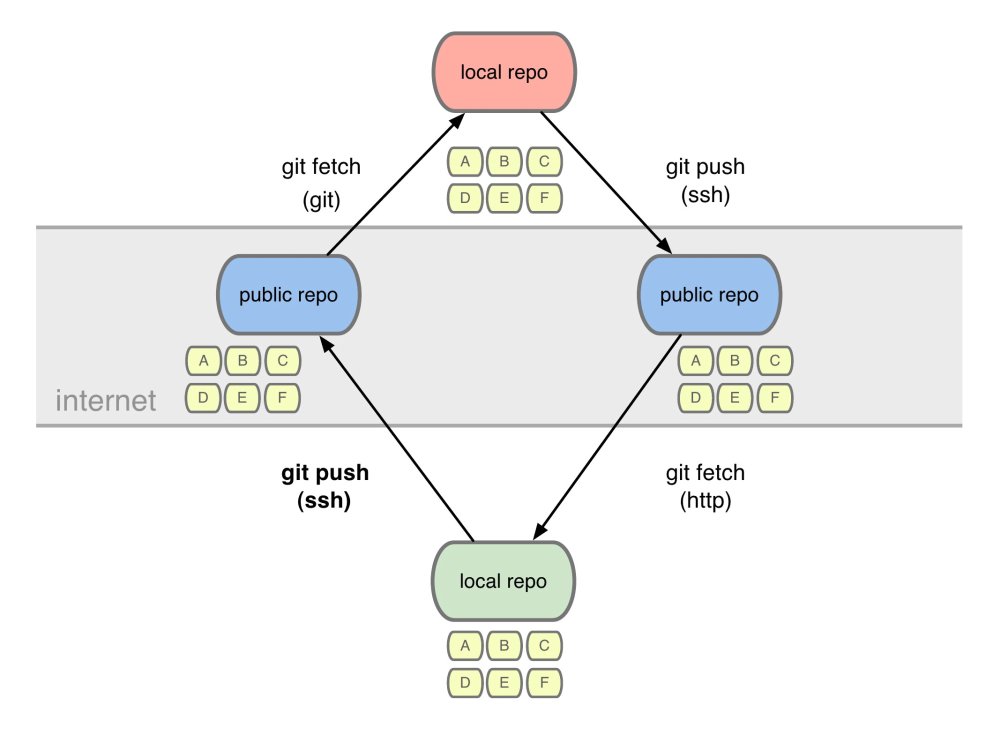 local repo
git fetch
(git)
A B C
D E F
git push
(ssh)
public repo
A B C
D E F
public repo
A B C
D E F
internet
git push
(ssh)
git fetch
(http)
local repo
A B C
D E F